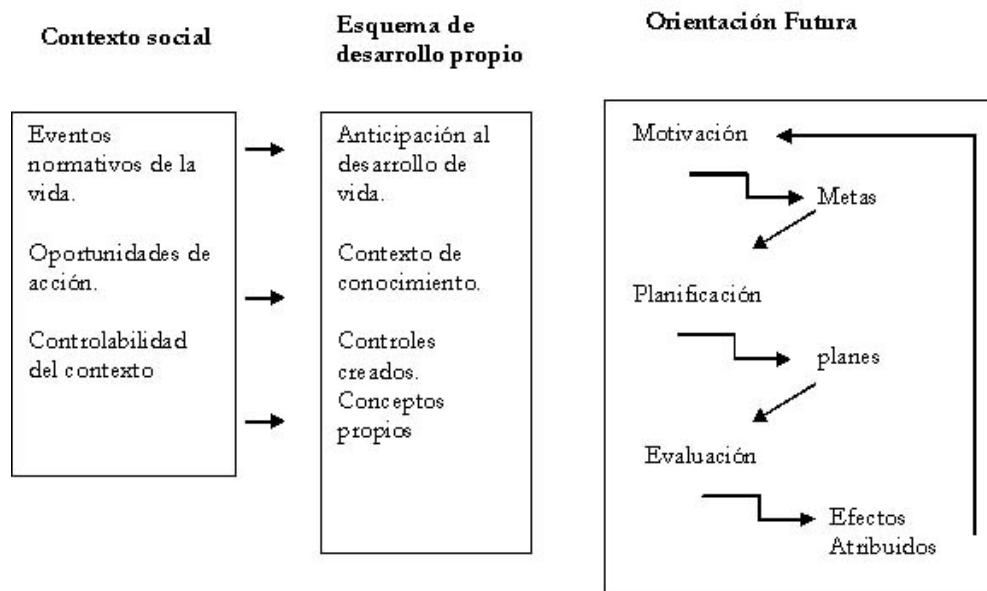 Contexto social
Esquema de
desarrollo propio
Orientación Futura
Eventos
normativos de la
vida.
Oportunidades de
acción.
Controlabilidad
del contexto
Anticipación al
desarrollo de
vida.
Contexto de
conocimiento.
Controles
creados.
Conceptos
propios
Motivación
Metas
Planificación
planes
Evaluación
Efectos
Atribuidos